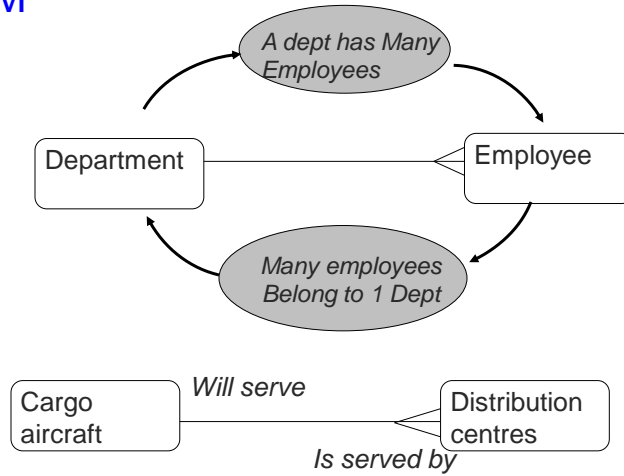 A dept has Many
Employees
Department
Employee
Many employees
Belong to 1 Dept
Will serve
Cargo
aircraft
Distribution
centres
Is served by